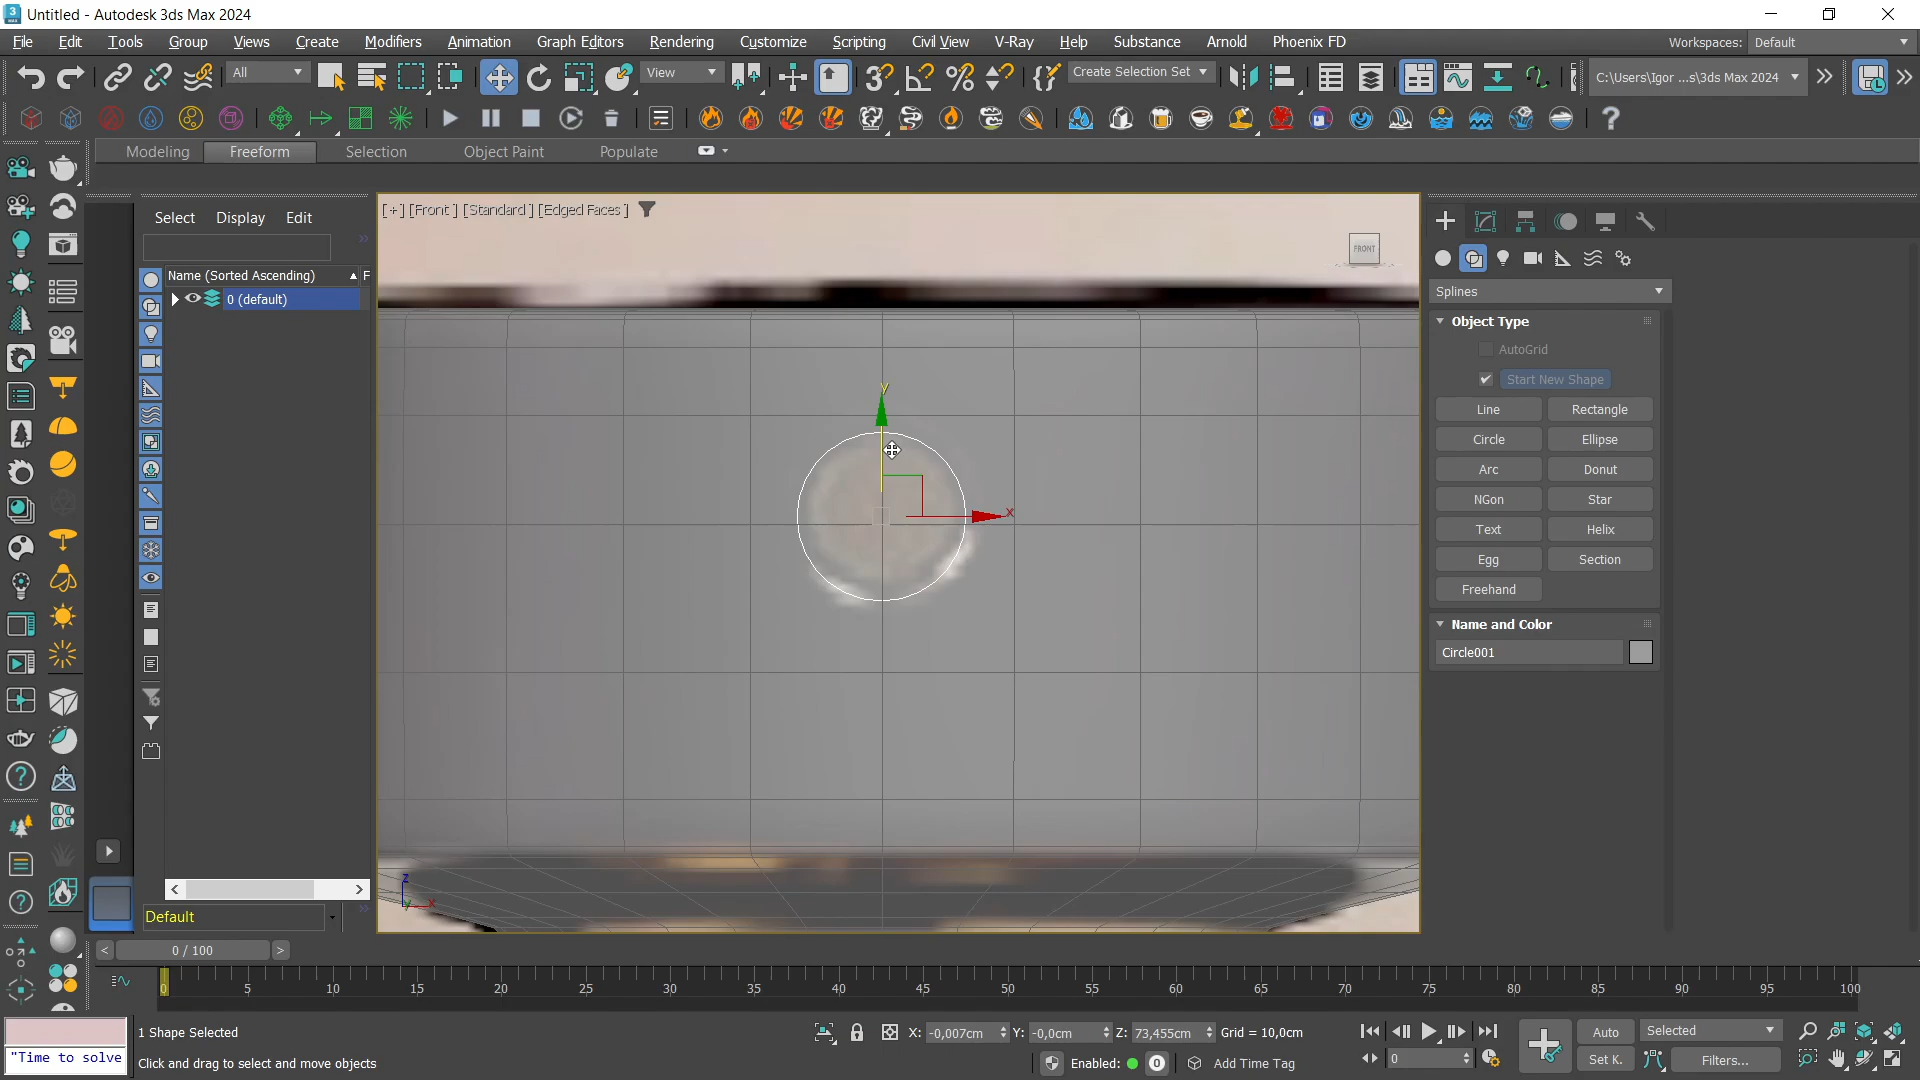 Untitled - Autodesk 3ds Max 2024
File Edit Tools Group Views Create Modifiers Animation Graph Editors Rendering Customize Scripting Civil View V-Ray Help Substance Arnold Phoenix FD Workspaces: Default
All View Create Selection Set C:\Users\Igor ...s\3ds Max 2024
Modeling Freeform Selection Object Paint Populate
Select Display Edit
[+] [Front ] [Standard ] [Edged Faces ]
FRONT
Name (Sorted Ascending) F
0 (default)
Splines
Object Type
AutoGrid
Start New Shape
Line Rectangle
Circle Ellipse
Arc Donut
NGon Star
Text Helix
Egg Section
Freehand
Name and Color
Circle001
y
x
z
y x
Default
0 / 100
0 5 10 15 20 25 30 35 40 45 50 55 60 65 70 75 80 85 90 95 100
1 Shape Selected X: -0,007cm Y: -0,0cm Z: 73,455cm Grid = 10,0cm Auto Selected
"Time to solve Click and drag to select and move objects Enabled: 0 Add Time Tag 0 Set K. Filters...